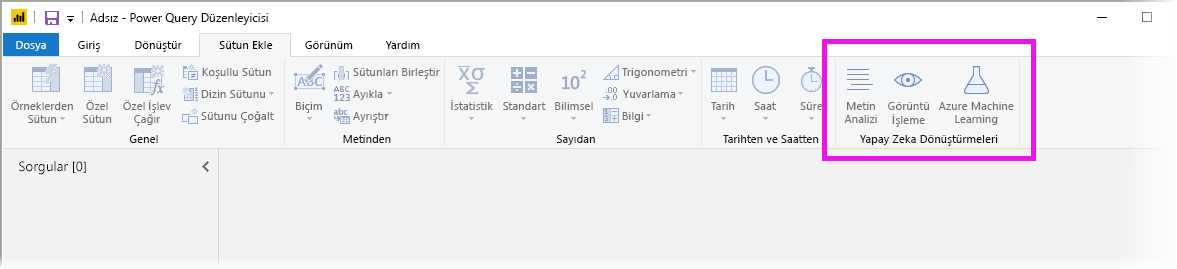 Adsız - Power Query Düzenleyicisi
Dosya Giriş Dönüştür Sütun Ekle Görünüm Yardım
Örneklerden Sütun
Özel Sütun
Özel İşlev Çağır
Koşullu Sütun
Dizin Sütunu
Sütunu Çoğalt
Genel
Biçim
Sütunları Birleştir
Ayıkla
Ayrıştır
Metinden
İstatistik
Standart
Bilimsel
Trigonometri
Yuvarlama
Bilgi
Sayıdan
Tarih
Saat
Süre
Tarihten ve Saatten
Metin Analizi
Görüntü İşleme
Azure Machine Learning
Yapay Zeka Dönüştürmeleri
Sorgular [0]